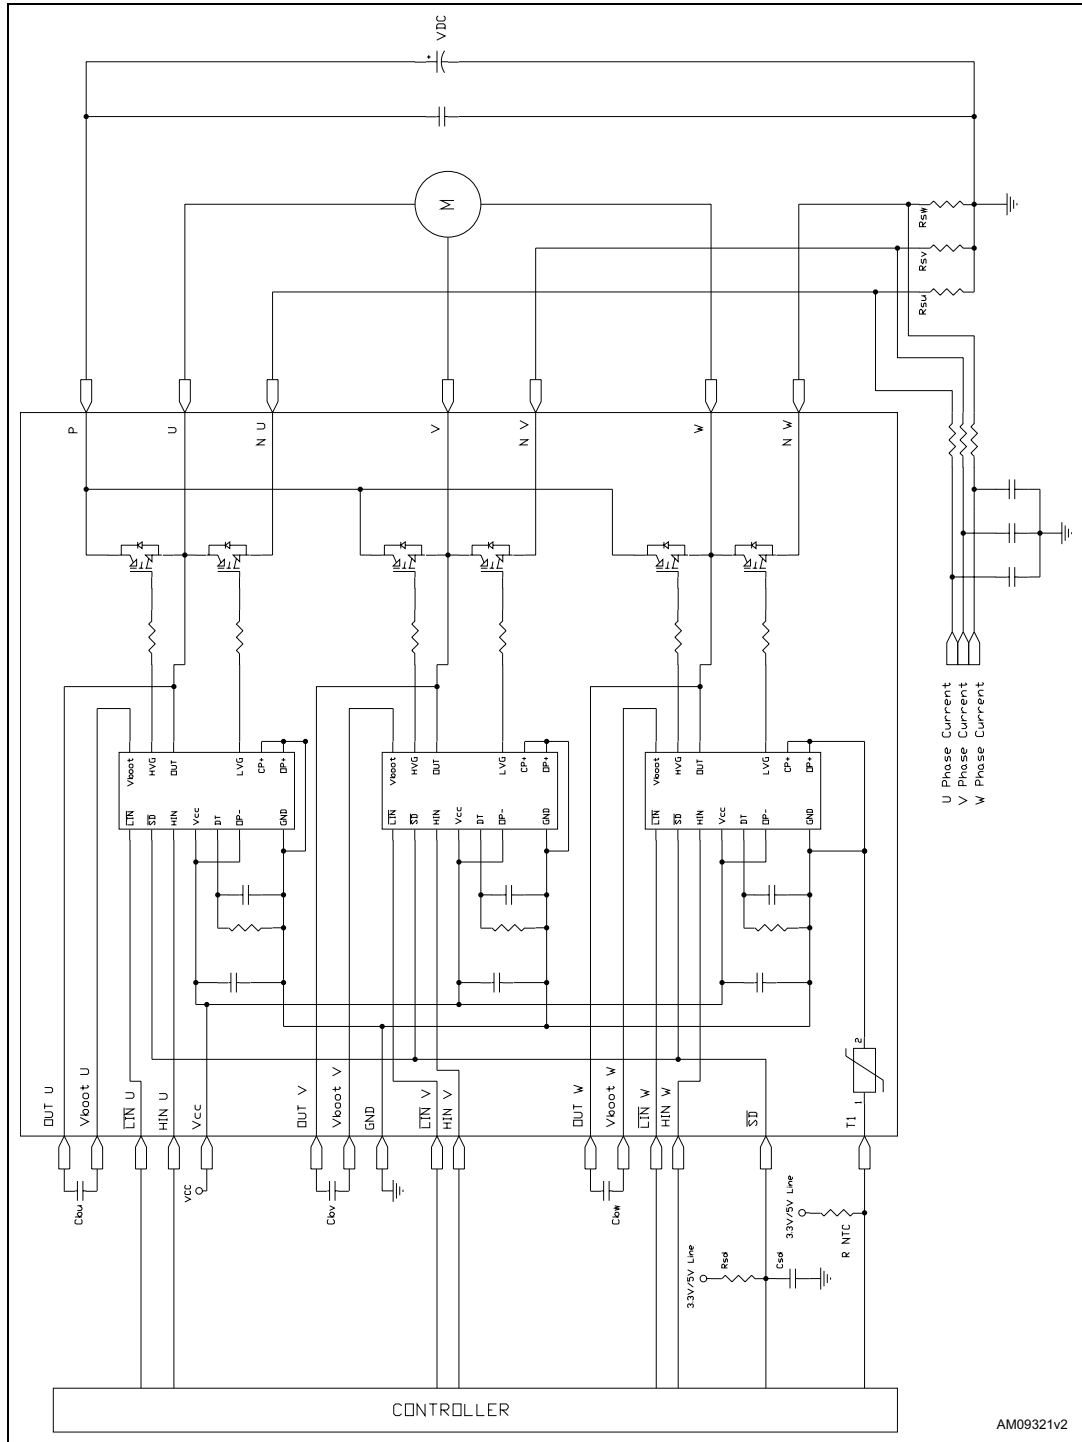 VDC
M
Rsw
Rsv
Rsu
P
U
N U
V
N V
W
N W
U Phase Current
V Phase Current
W Phase Current
Vboot
HVG
OUT
LVG
CP+
OP+
LIN
SD
HIN
Vcc
DT
OP-
GND
Vboot
HVG
OUT
LVG
CP+
OP+
LIN
SD
HIN
Vcc
DT
OP-
GND
Vboot
HVG
OUT
LVG
CP+
OP+
LIN
SD
HIN
Vcc
DT
OP-
GND
2
1
OUT U
Vboot U
LIN U
HIN U
Vcc
OUT V
Vboot V
GND
LIN V
HIN V
OUT W
Vboot W
LIN W
HIN W
SD
T1
Cbu
VCC
Cbv
Cbw
3.3V/5V Line
Rsd
Csd
3.3V/5V Line
R NTC
CONTROLLER
AM09321v2